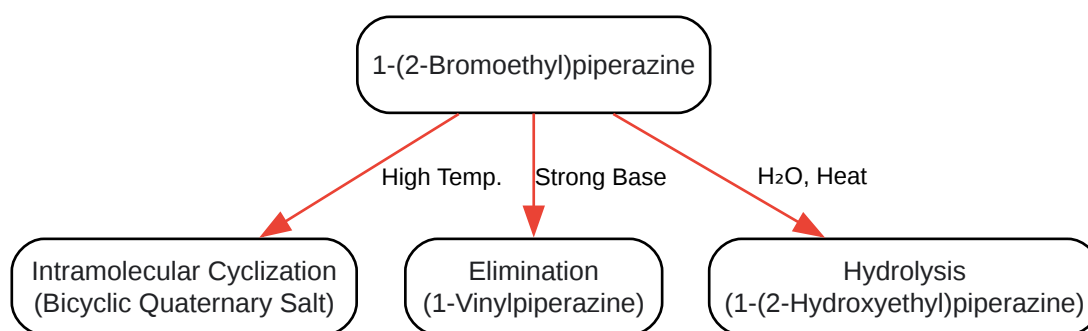 1-(2-Bromoethyl)piperazine
High Temp.
Strong Base
H₂O, Heat
Intramolecular Cyclization
(Bicyclic Quaternary Salt)
Elimination
(1-Vinylpiperazine)
Hydrolysis
(1-(2-Hydroxyethyl)piperazine)